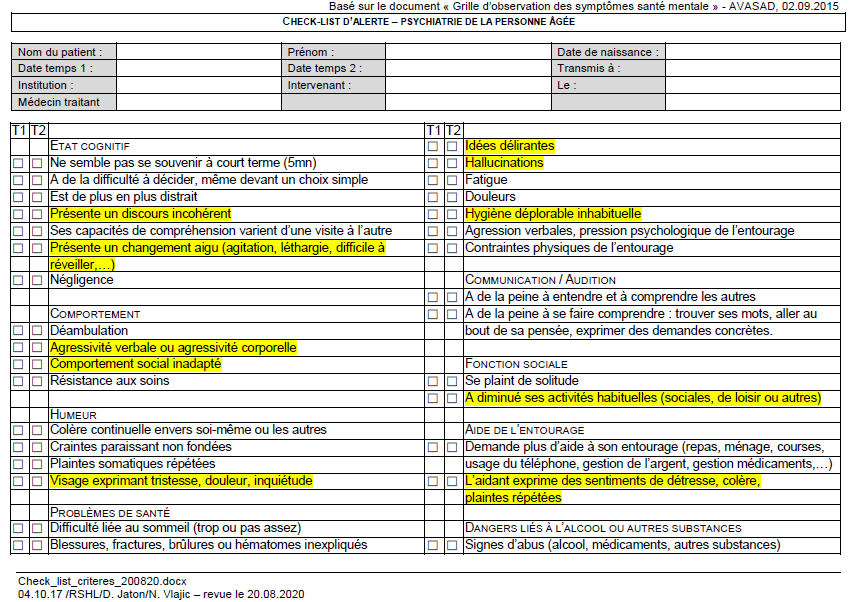 Basé sur le document « Grille d'observation des symptômes santé mentale » - AVASAD, 02.09.2015
CHECK-LIST D'ALERTE – PSYCHIATRIE DE LA PERSONNE ÂGÉE
Nom du patient : Prénom : Date de naissance :
Date temps 1 : Date temps 2 : Transmis à :
Institution : Intervenant : Le :
Médecin traitant
T1 T2
ETAT COGNITIF
☐ ☐ Ne semble pas se souvenir à court terme (5mn)
☐ ☐ A de la difficulté à décider, même devant un choix simple
☐ ☐ Est de plus en plus distrait
☐ ☐ Présente un discours incohérent
☐ ☐ Ses capacités de compréhension varient d'une visite à l'autre
☐ ☐ Présente un changement aigu (agitation, léthargie, difficile à
réveiller,…)
☐ ☐ Négligence
COMPORTEMENT
☐ ☐ Déambulation
☐ ☐ Agressivité verbale ou agressivité corporelle
☐ ☐ Comportement social inadapté
☐ ☐ Résistance aux soins
HUMEUR
☐ ☐ Colère continuelle envers soi-même ou les autres
☐ ☐ Craintes paraissant non fondées
☐ ☐ Plaintes somatiques répétées
☐ ☐ Visage exprimant tristesse, douleur, inquiétude
PROBLÈMES DE SANTÉ
☐ ☐ Difficulté liée au sommeil (trop ou pas assez)
☐ ☐ Blessures, fractures, brûlures ou hématomes inexpliqués
T1 T2
☐ ☐ Idées délirantes
☐ ☐ Hallucinations
☐ ☐ Fatigue
☐ ☐ Douleurs
☐ ☐ Hygiène déplorable inhabituelle
☐ ☐ Agression verbales, pression psychologique de l'entourage
☐ ☐ Contraintes physiques de l'entourage
COMMUNICATION / AUDITION
☐ ☐ A de la peine à entendre et à comprendre les autres
☐ ☐ A de la peine à se faire comprendre : trouver ses mots, aller au
bout de sa pensée, exprimer des demandes concrètes.
FONCTION SOCIALE
☐ ☐ Se plaint de solitude
☐ ☐ A diminué ses activités habituelles (sociales, de loisir ou autres)
AIDE DE L'ENTOURAGE
☐ ☐ Demande plus d'aide à son entourage (repas, ménage, courses,
usage du téléphone, gestion de l'argent, gestion médicaments,…)
☐ ☐ L'aidant exprime des sentiments de détresse, colère,
plaintes répétées
DANGERS LIÉS À L'ALCOOL OU AUTRES SUBSTANCES
☐ ☐ Signes d'abus (alcool, médicaments, autres substances)
Check_list_criteres_200820.docx
04.10.17 /RSHL/D. Jaton/N. Vlajic – revue le 20.08.2020